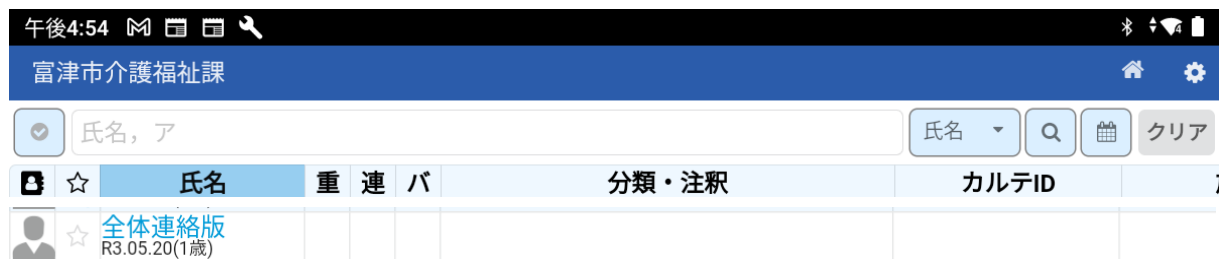 午後4:54
富津市介護福祉課
氏名, ア 氏名 クリア
氏名 重 連 バ 分類・注釈 カルテID
全体連絡版
R3.05.20(1歳)